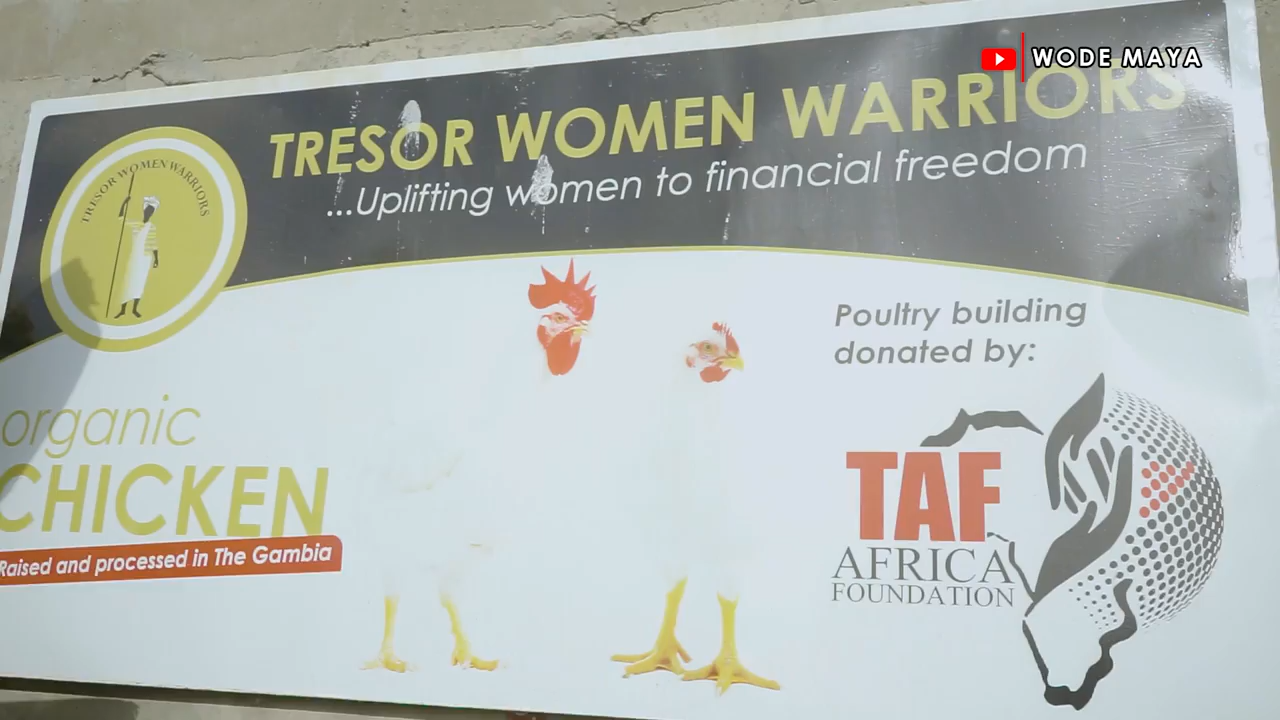 WODE MAYA
TRESOR WOMEN WARRIORS
...Uplifting women to financial freedom
TRESOR WOMEN WARRIORS
Poultry building
donated by:
organic
CHICKEN
Raised and processed in The Gambia
TAF
AFRICA
FOUNDATION